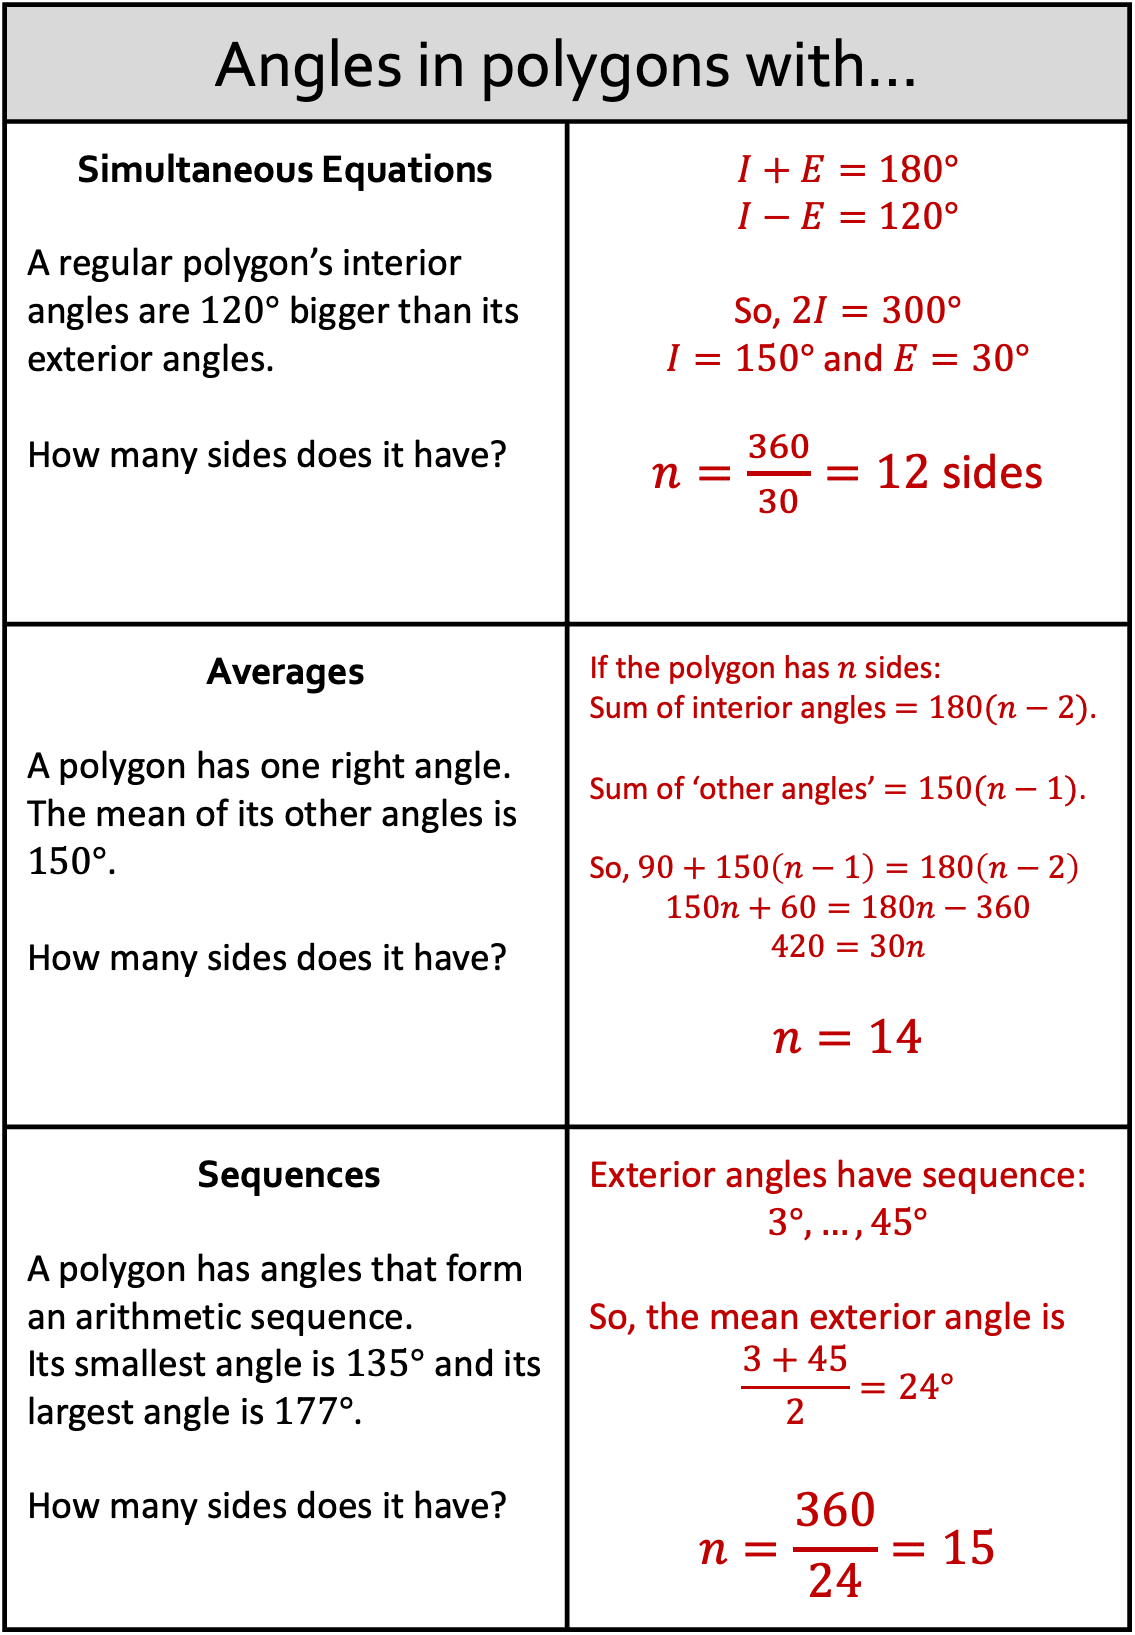 Angles in polygons with...
Simultaneous Equations
A regular polygon's interior
angles are 120° bigger than its
exterior angles.
How many sides does it have?
I + E = 180°
I − E = 120°
So, 2I = 300°
I = 150° and E = 30°
n = 360/30 = 12 sides
Averages
A polygon has one right angle.
The mean of its other angles is
150°.
How many sides does it have?
If the polygon has n sides:
Sum of interior angles = 180(n − 2).
Sum of 'other angles' = 150(n − 1).
So, 90 + 150(n − 1) = 180(n − 2)
150n + 60 = 180n − 360
420 = 30n
n = 14
Sequences
A polygon has angles that form
an arithmetic sequence.
Its smallest angle is 135° and its
largest angle is 177°.
How many sides does it have?
Exterior angles have sequence:
3°, ... , 45°
So, the mean exterior angle is
3 + 45/2 = 24°
n = 360/24 = 15